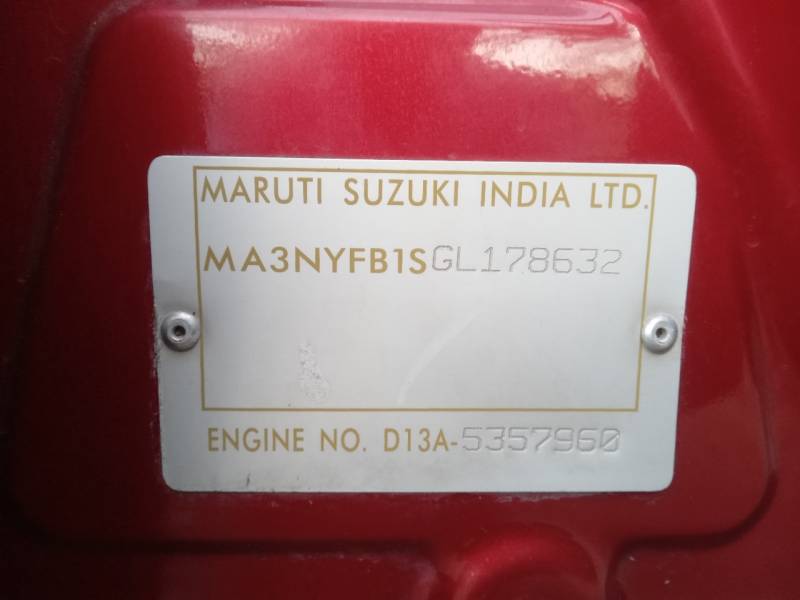 MARUTI SUZUKI INDIA LTD.
MA3NYFB1SGL178632
ENGINE NO. D13A-5357960